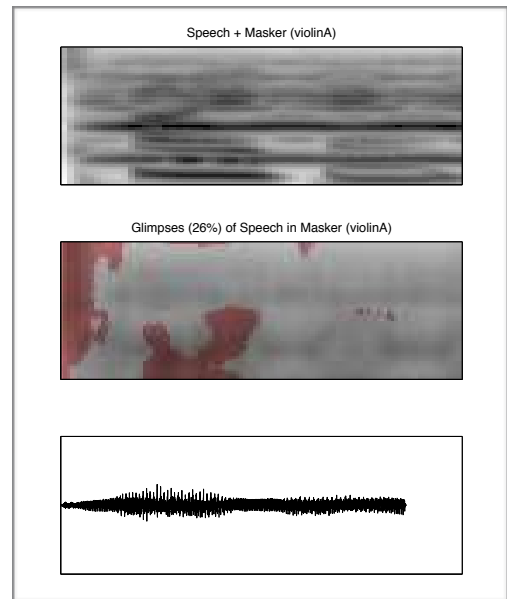 Speech + Masker (violinA)
Glimpses (26%) of Speech in Masker (violinA)